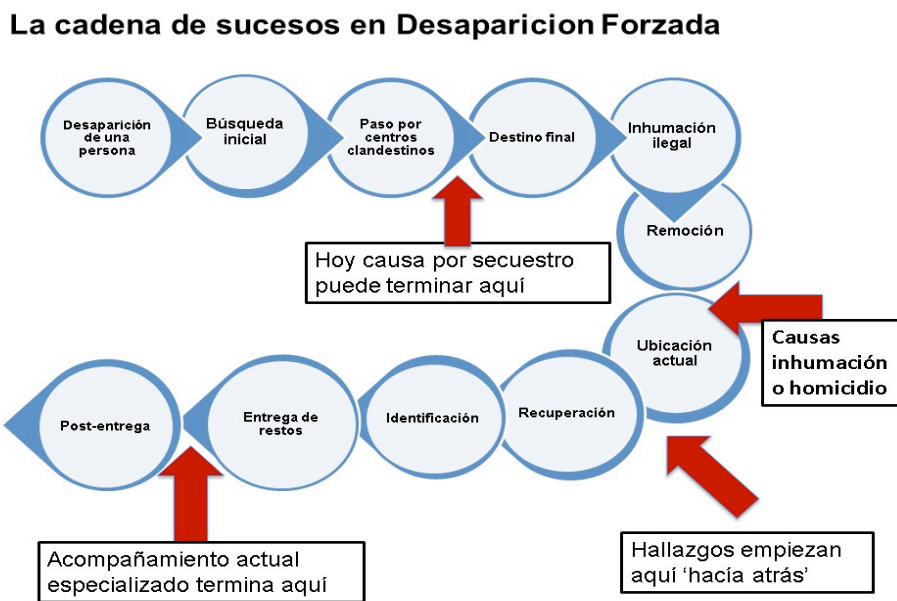 La cadena de sucesos en Desaparicion Forzada
Desaparición
de una
persona
Búsqueda
inicial
Paso por
centros
clandestinos
Destino final
Inhumación
ilegal
Remoción
Hoy causa por secuestro
puede terminar aquí
Ubicación
actual
Causas
inhumación
o homicidio
Recuperación
Identificación
Entrega de
restos
Post-entrega
Hallazgos empiezan
aquí ‘hacía atrás’
Acompañamiento actual
especializado termina aquí